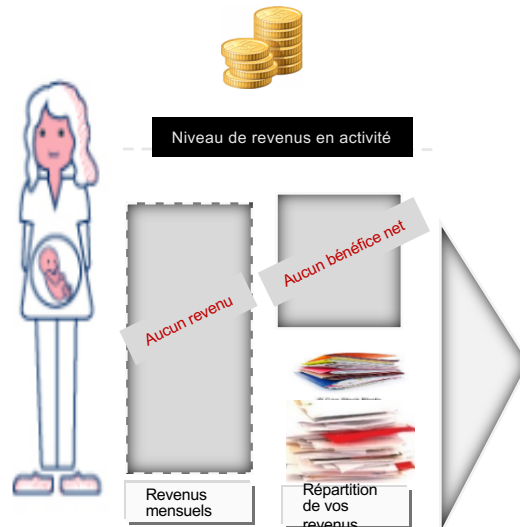 Niveau de revenus en activité
Aucun revenu
Aucun bénéfice net
Revenus
mensuels
Répartition
de vos
revenus